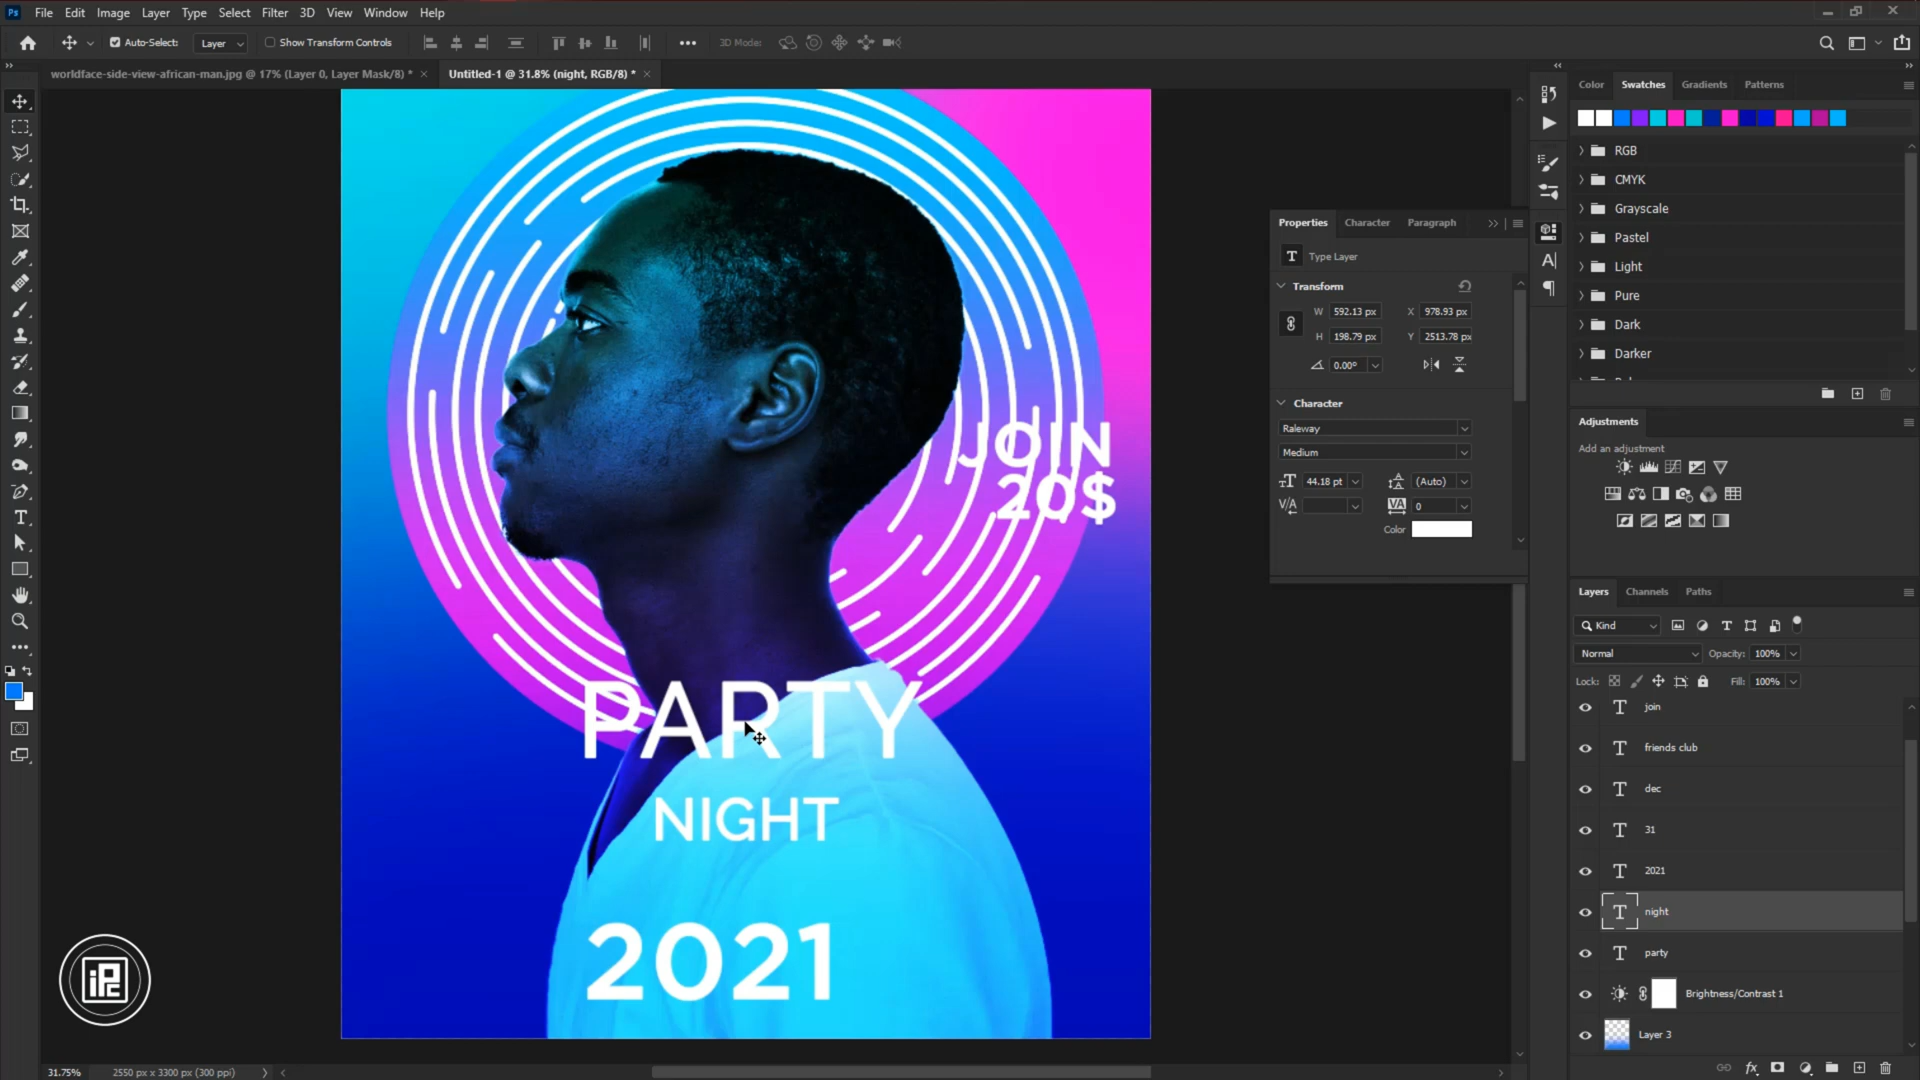 Ps File Edit Image Layer Type Select Filter 3D View Window Help
Auto-Select: Layer Show Transform Controls 3D Mode:
worldface-side-view-african-man.jpg @ 17% (Layer 0, Layer Mask/8) * Untitled-1 @ 31.8% (night, RGB/8) *
Color Swatches Gradients Patterns
RGB
CMYK
Grayscale
Pastel
Light
Pure
Dark
Darker
Properties Character Paragraph
Type Layer
Transform
W 592.13 px X 978.93 px
H 198.79 px Y 2513.78 px
0.00°
Character
Raleway
Medium
44.18 pt (Auto)
0
Color
Adjustments
Add an adjustment
Layers Channels Paths
Kind
Normal Opacity: 100%
Lock: Fill: 100%
join
friends club
dec
31
2021
night
party
Brightness/Contrast 1
Layer 3
JOIN
20$
PARTY
NIGHT
2021
31.75% 2550 px x 3300 px (300 ppi)